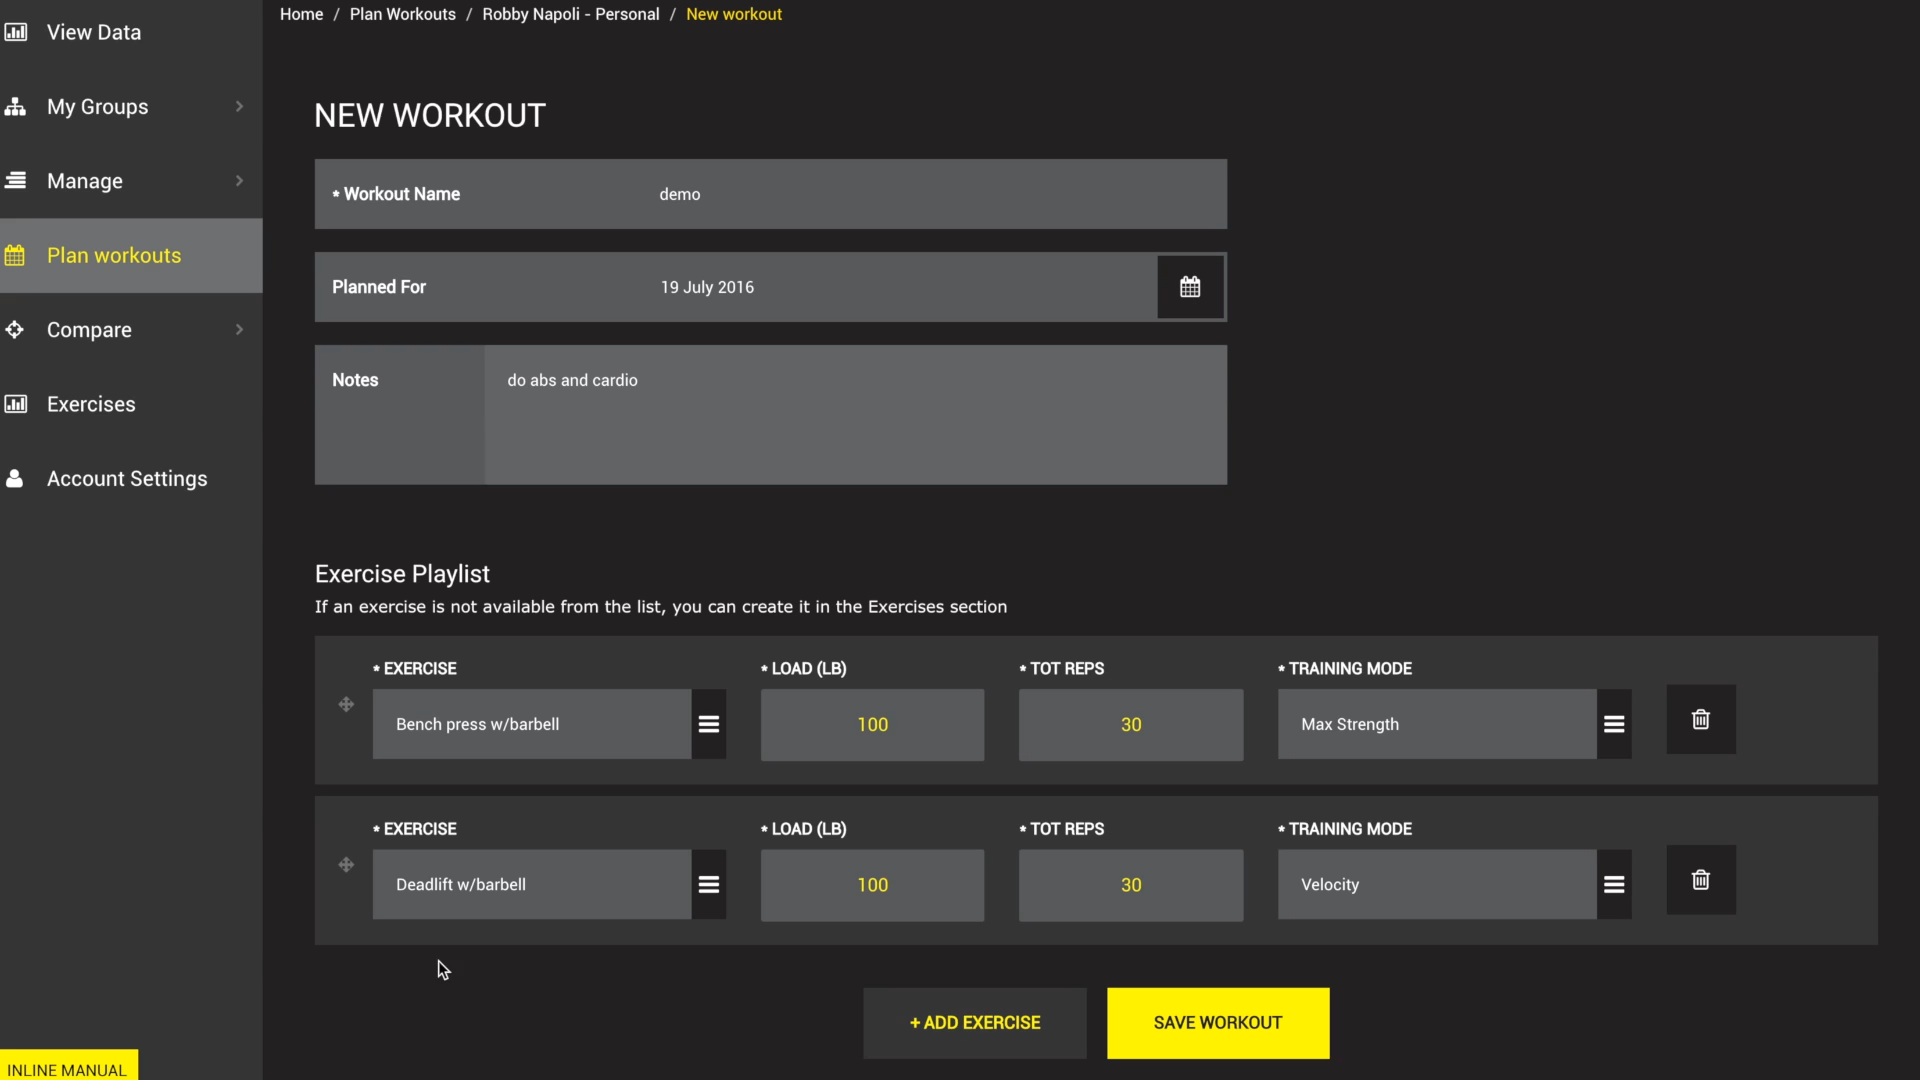 Home / Plan Workouts / Robby Napoli - Personal / New workout
View Data
My Groups
Manage
Plan workouts
Compare
Exercises
Account Settings
INLINE MANUAL
NEW WORKOUT
* Workout Name demo
Planned For 19 July 2016
Notes do abs and cardio
Exercise Playlist
If an exercise is not available from the list, you can create it in the Exercises section
* EXERCISE * LOAD (LB) * TOT REPS * TRAINING MODE
Bench press w/barbell 100 30 Max Strength
* EXERCISE * LOAD (LB) * TOT REPS * TRAINING MODE
Deadlift w/barbell 100 30 Velocity
+ ADD EXERCISE SAVE WORKOUT